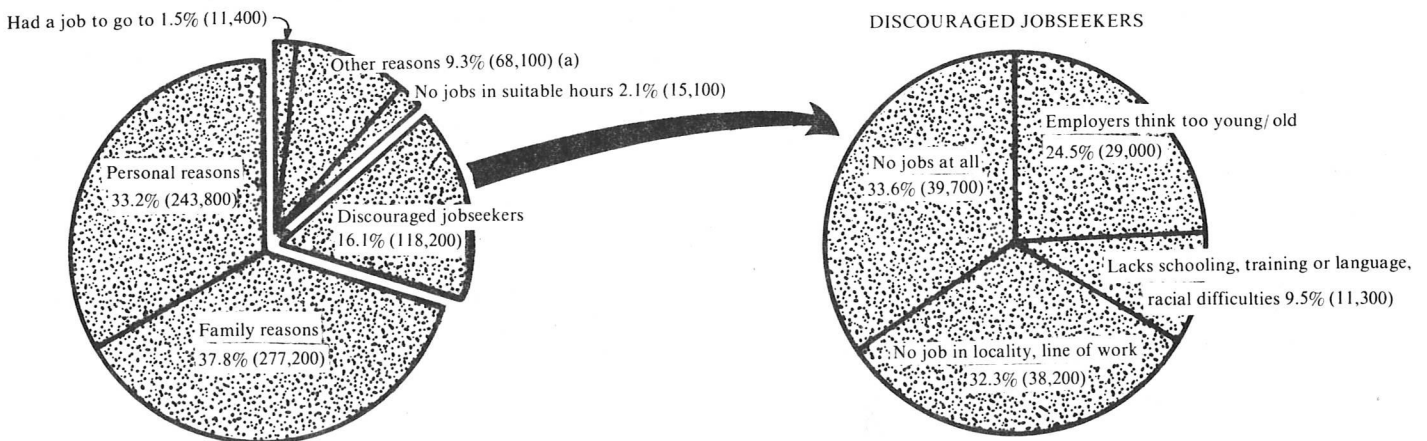 Had a job to go to 1.5% (11,400)
Other reasons 9.3% (68,100) (a)
No jobs in suitable hours 2.1% (15,100)
Personal reasons
33.2% (243,800)
Discouraged jobseekers
16.1% (118,200)
Family reasons
37.8% (277,200)
DISCOURAGED JOBSEEKERS
Employers think too young/old
24.5% (29,000)
No jobs at all
33.6% (39,700)
Lacks schooling, training or language,
racial difficulties 9.5% (11,300)
No job in locality, line of work
32.3% (38,200)